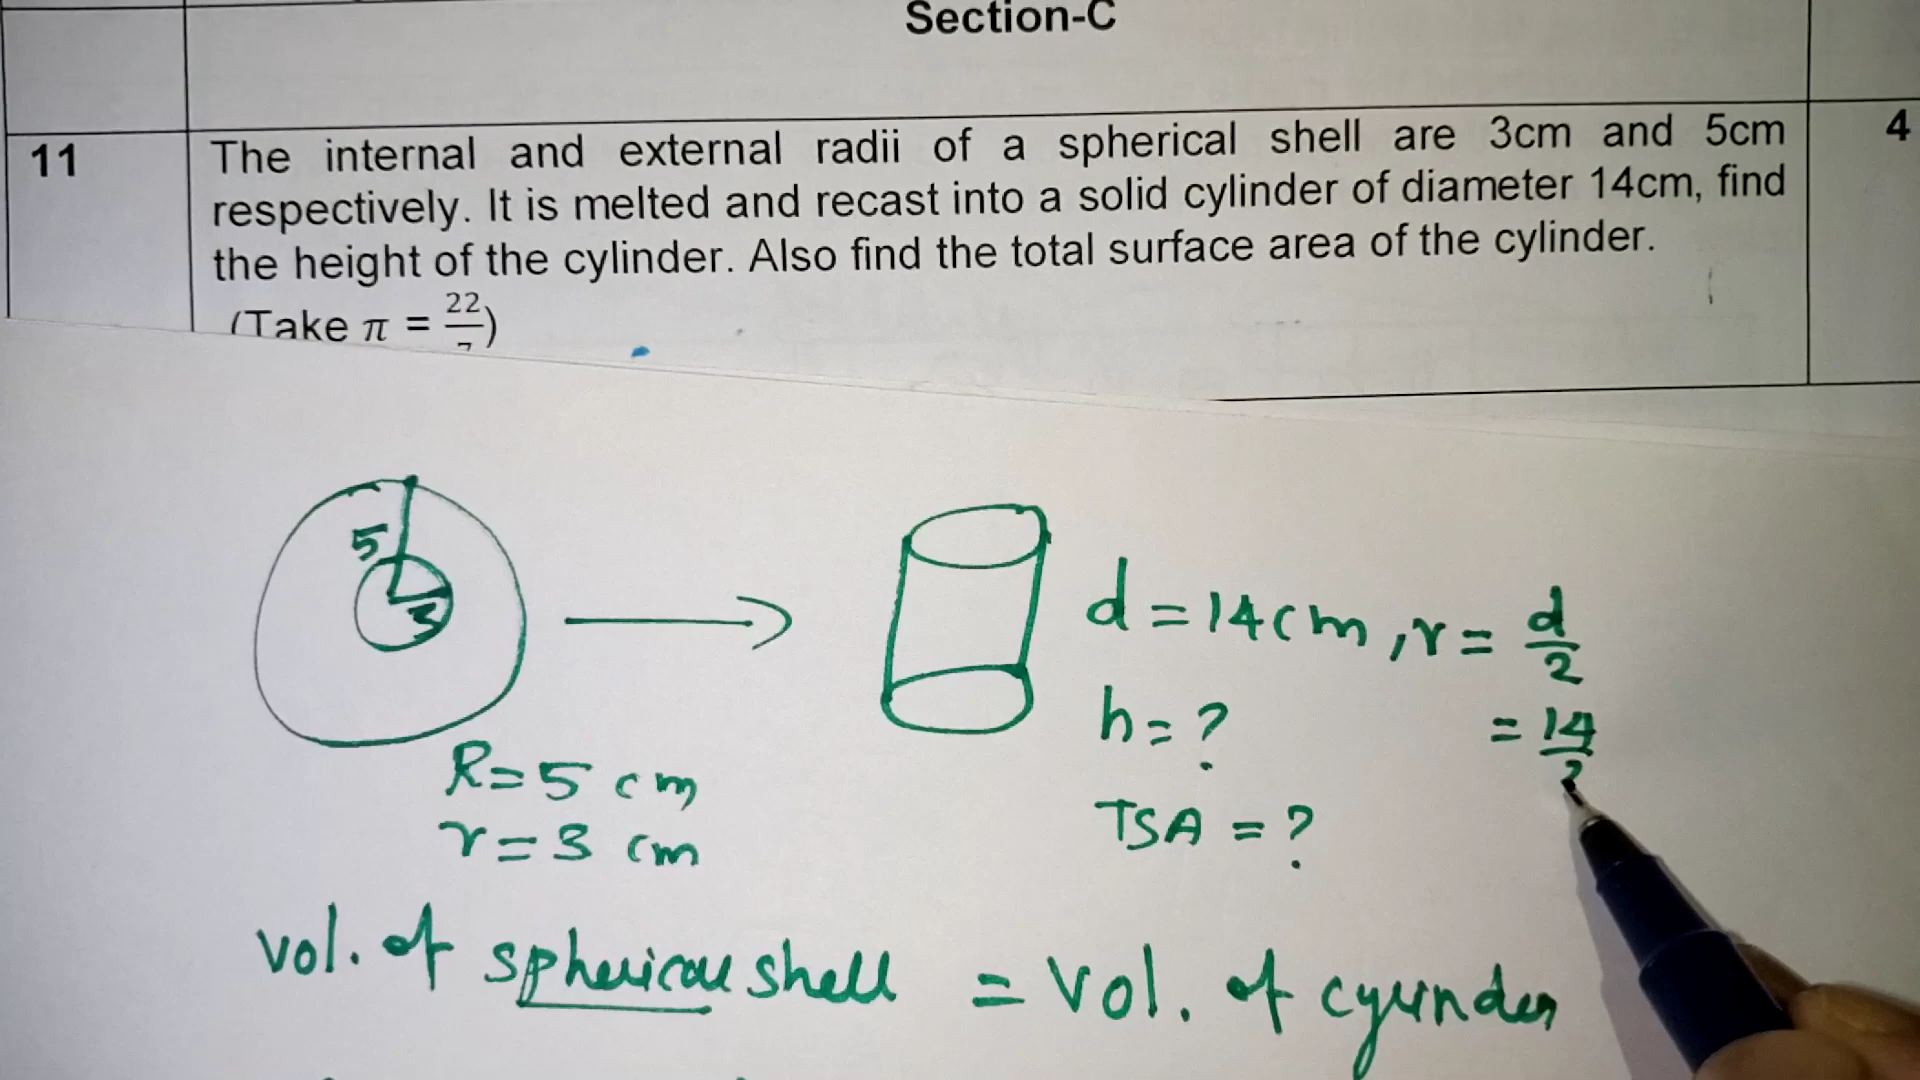 Section-C
11
The internal and external radii of a spherical shell are 3cm and 5cm
4
respectively. It is melted and recast into a solid cylinder of diameter 14cm, find
the height of the cylinder. Also find the total surface area of the cylinder.
(Take π = 22/7)
5
3
d = 14cm, r = d/2
h = ?
= 14/2
R = 5 cm
TSA = ?
r = 3 cm
vol. of spherical shell = Vol. of cylinder